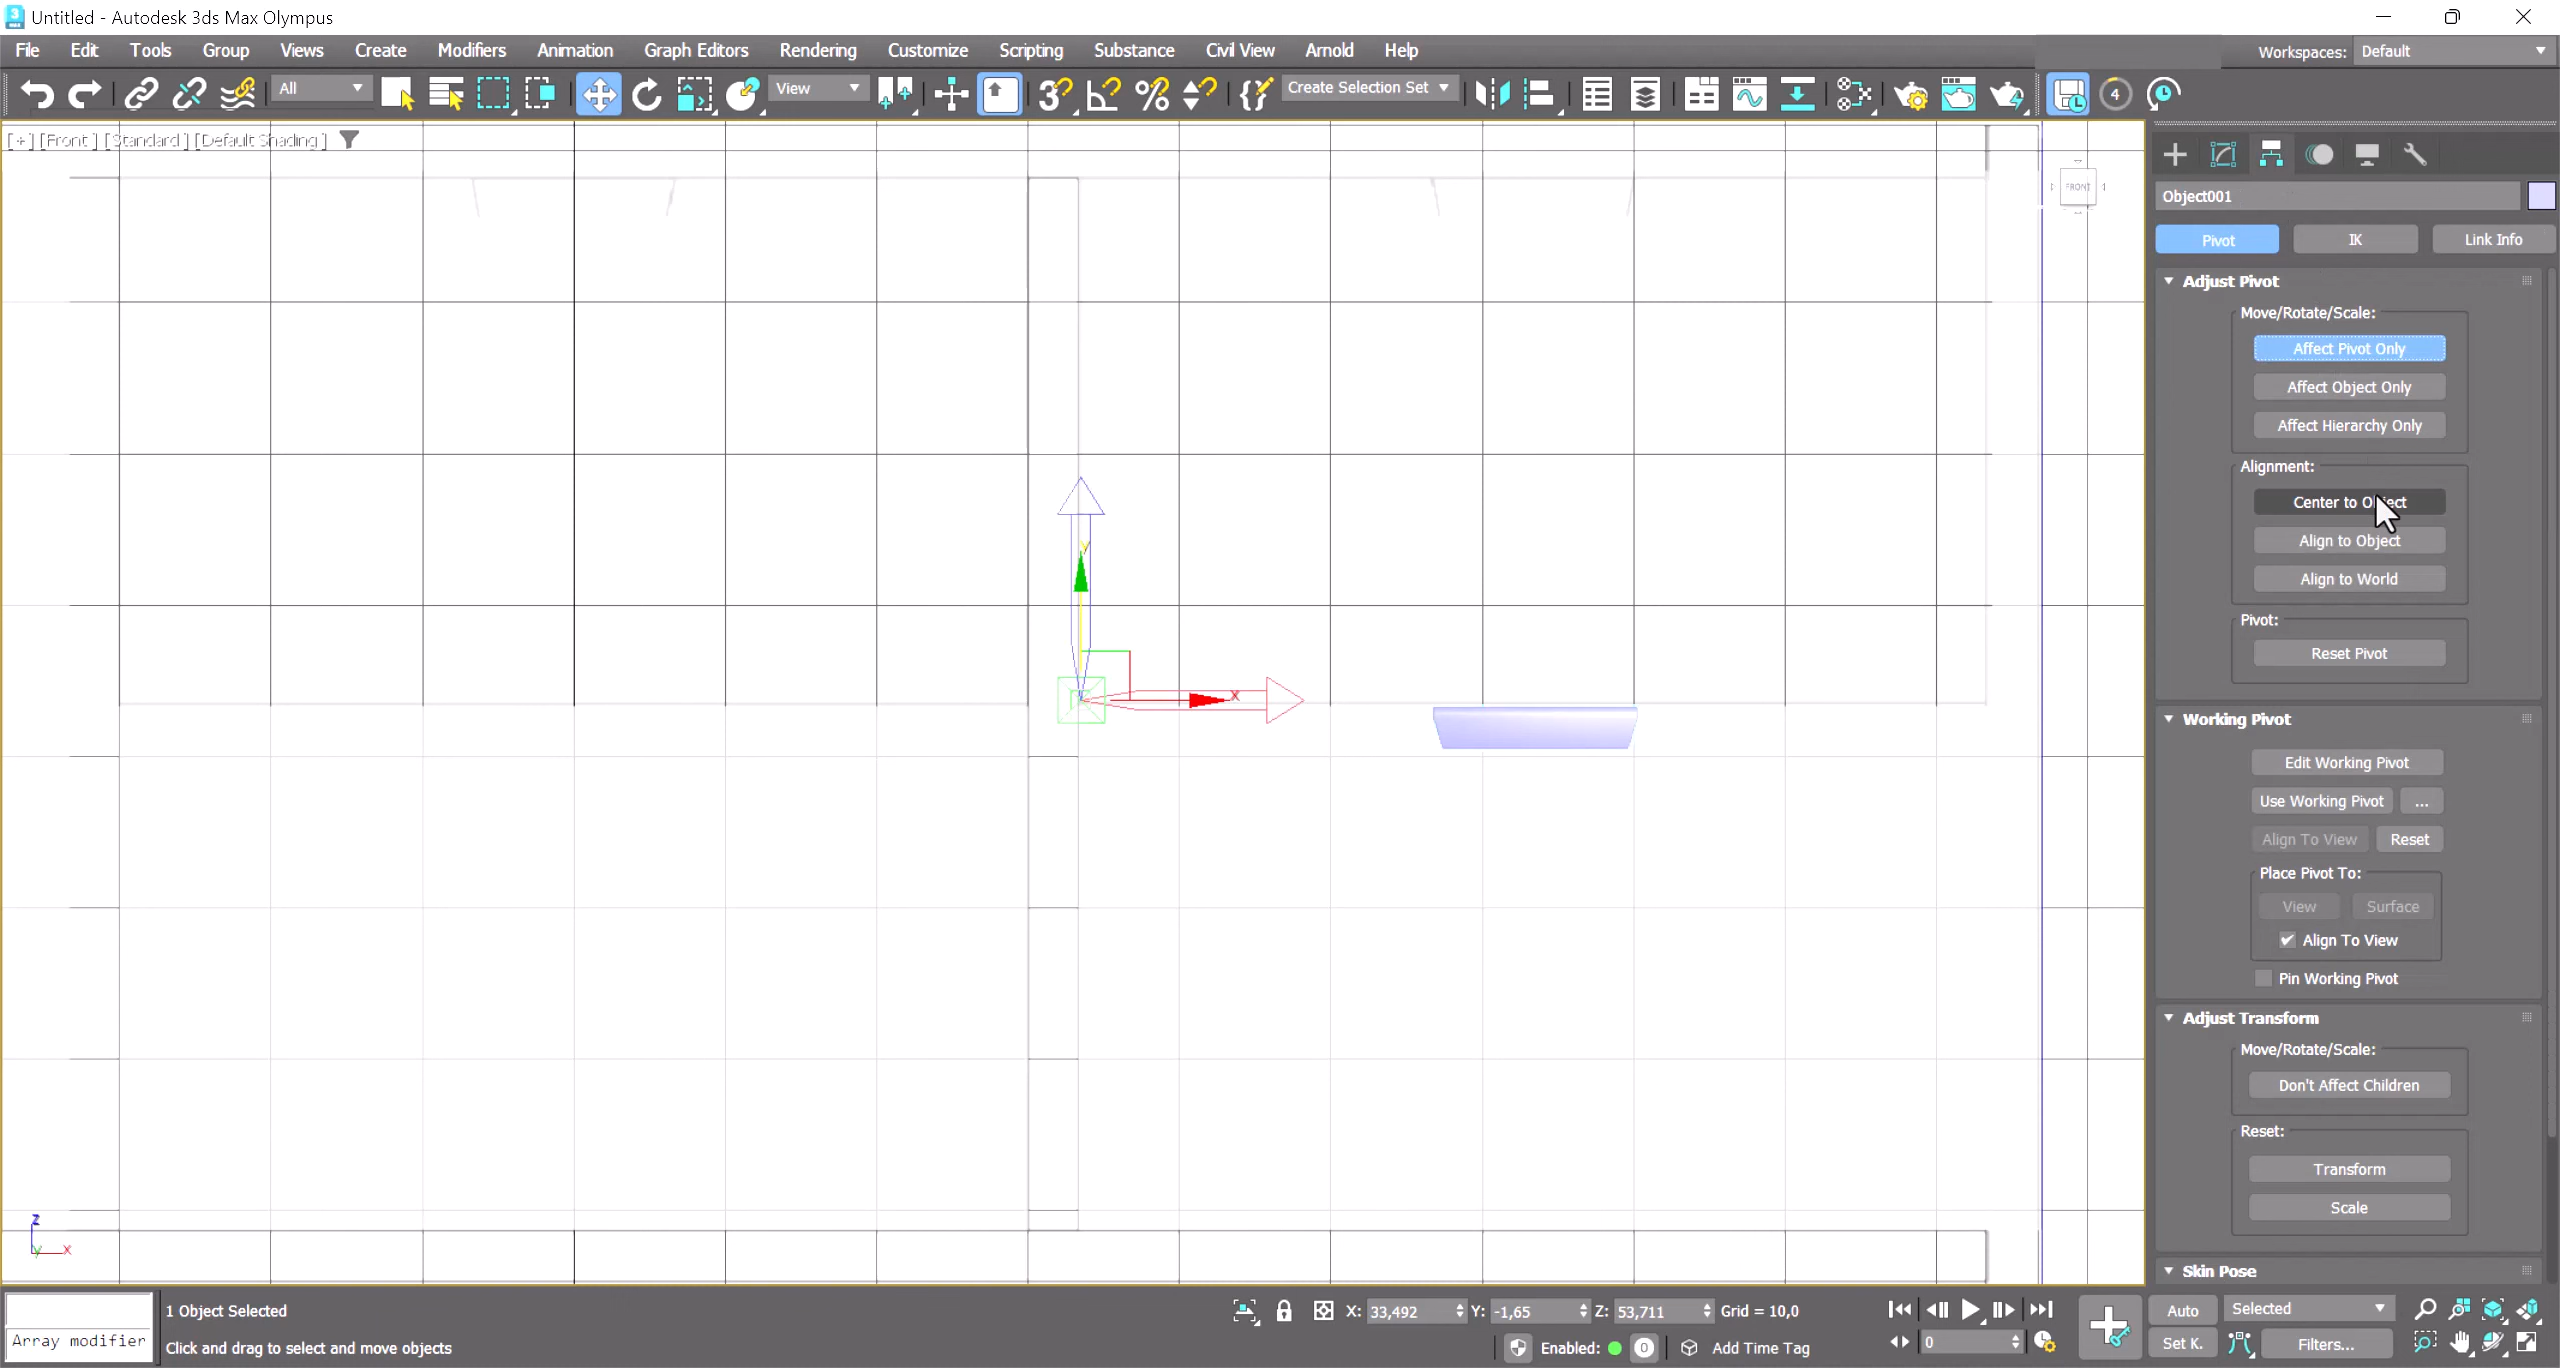 Untitled - Autodesk 3ds Max Olympus
File Edit Tools Group Views Create Modifiers Animation Graph Editors Rendering Customize Scripting Substance Civil View Arnold Help
Workspaces: Default
All View Create Selection Set 4
[+] [Front ] [Standard ] [Default Shading ]
FRONT
Object001
Pivot IK Link Info
Adjust Pivot
Move/Rotate/Scale:
Affect Pivot Only
Affect Object Only
Affect Hierarchy Only
Alignment:
Center to Object
Align to Object
Align to World
Pivot:
Reset Pivot
Working Pivot
Edit Working Pivot
Use Working Pivot ...
Align To View Reset
Place Pivot To:
View Surface
Align To View
Pin Working Pivot
Adjust Transform
Move/Rotate/Scale:
Don't Affect Children
Reset:
Transform
Scale
Skin Pose
y
x
z
y x
Array modifier
1 Object Selected
Click and drag to select and move objects
X: 33,492 Y: -1,65 Z: 53,711 Grid = 10,0
Enabled: 0 Add Time Tag
0
Auto Selected
Set K. Filters...